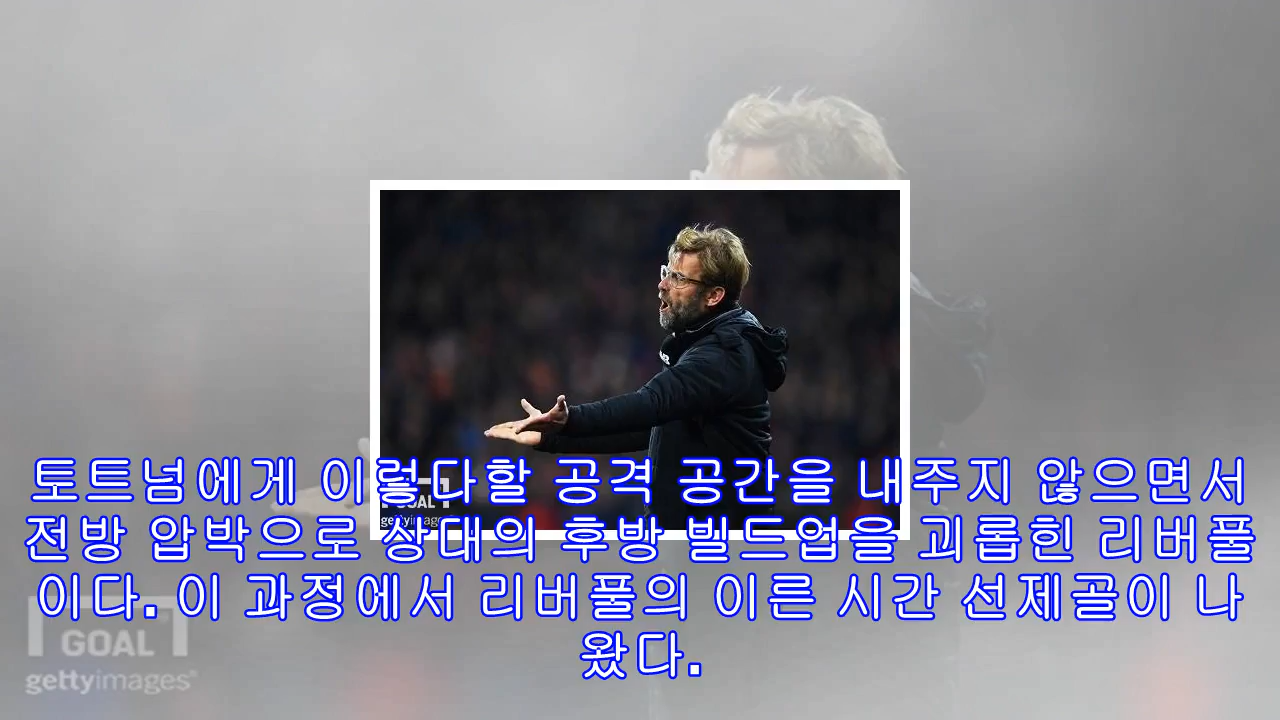 토트넘에게 이렇다할 공격 공간을 내주지 않으면서
전방 압박으로 상대의 후방 빌드업을 괴롭힌 리버풀
이다. 이 과정에서 리버풀의 이른 시간 선제골이 나
왔다.
GOAL
gettyimages
GOAL
gettyimages